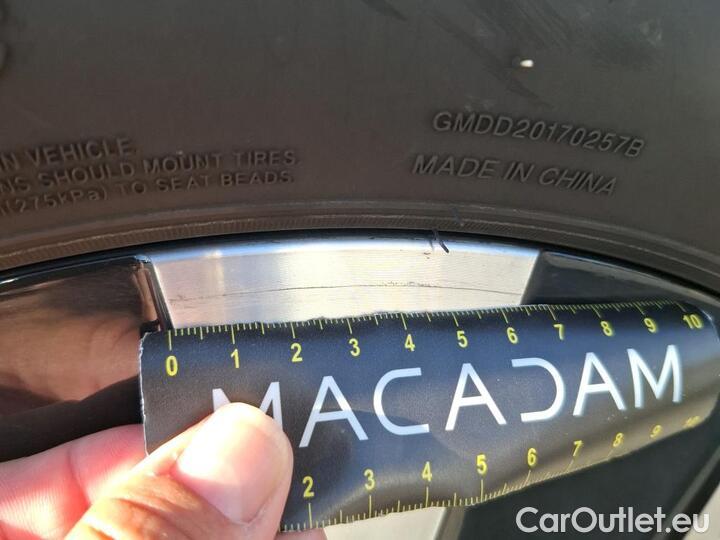 GMDD20170257B
MADE IN CHINA
N VEHICLE.
NS SHOULD MOUNT TIRES.
(275kPa) TO SEAT BEADS.
0 1 2 3 4 5 6 7 8 9 10
MACADAM
2 3 4 5 6 7 8 9 10
CarOutlet.eu